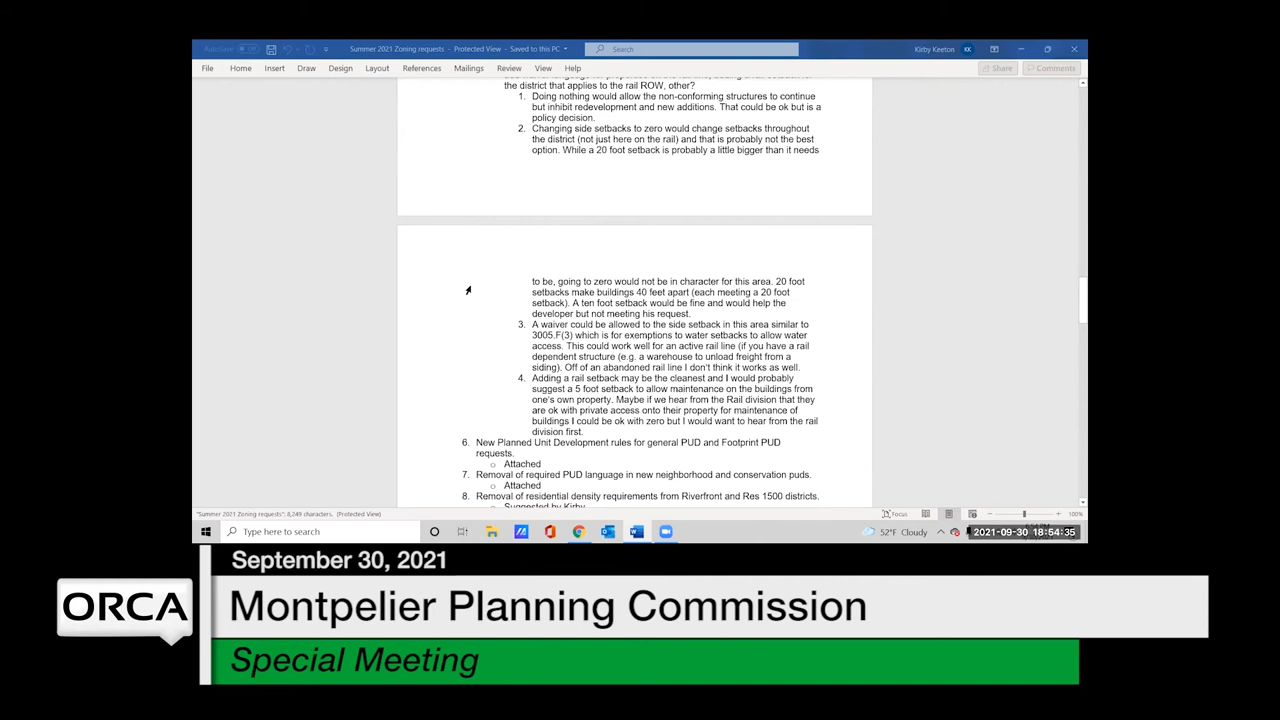 AutoSave Off Summer 2021 Zoning requests - Protected View - Saved to this PC Search Kirby Keeton KK
File Home Insert Draw Design Layout References Mailings Review View Help Share Comments
the district that applies to the rail ROW, other?
1. Doing nothing would allow the non-conforming structures to continue
but inhibit redevelopment and new additions. That could be ok but is a
policy decision.
2. Changing side setbacks to zero would change setbacks throughout
the district (not just here on the rail) and that is probably not the best
option. While a 20 foot setback is probably a little bigger than it needs
to be, going to zero would not be in character for this area. 20 foot
setbacks make buildings 40 feet apart (each meeting a 20 foot
setback). A ten foot setback would be fine and would help the
developer but not meeting his request.
3. A waiver could be allowed to the side setback in this area similar to
3005.F(3) which is for exemptions to water setbacks to allow water
access. This could work well for an active rail line (if you have a rail
dependent structure (e.g. a warehouse to unload freight from a
siding). Off of an abandoned rail line I don't think it works as well.
4. Adding a rail setback may be the cleanest and I would probably
suggest a 5 foot setback to allow maintenance on the buildings from
one's own property. Maybe if we hear from the Rail division that they
are ok with private access onto their property for maintenance of
buildings I could be ok with zero but I would want to hear from the rail
division first.
6. New Planned Unit Development rules for general PUD and Footprint PUD
requests.
o Attached
7. Removal of required PUD language in new neighborhood and conservation puds.
o Attached
8. Removal of residential density requirements from Riverfront and Res 1500 districts.
o Suggested by Kirby
"Summer 2021 Zoning requests": 8,249 characters. (Protected View) Focus 100%
Type here to search 52°F Cloudy 2021-09-30 18:54:35
September 30, 2021
ORCA
Montpelier Planning Commission
Special Meeting